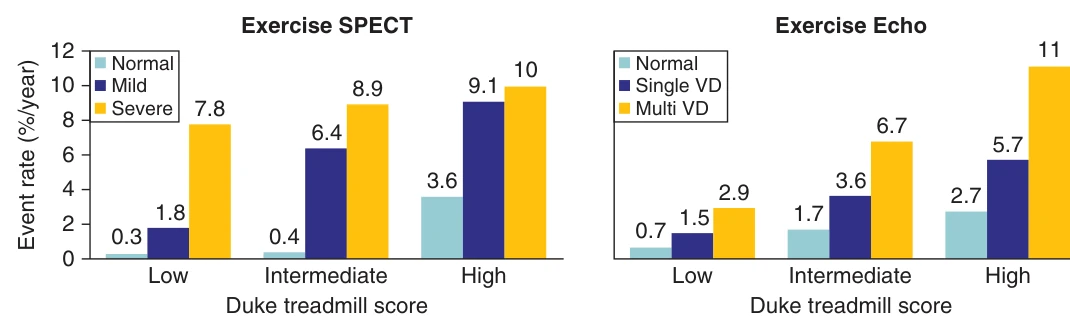 Exercise SPECT
Event rate (%/year)
12
10
8
6
4
2
0
Normal
Mild
Severe
0.3
1.8
7.8
0.4
6.4
8.9
3.6
9.1
10
Low
Intermediate
High
Duke treadmill score
Exercise Echo
Normal
Single VD
Multi VD
0.7
1.5
2.9
1.7
3.6
6.7
2.7
5.7
11
Low
Intermediate
High
Duke treadmill score